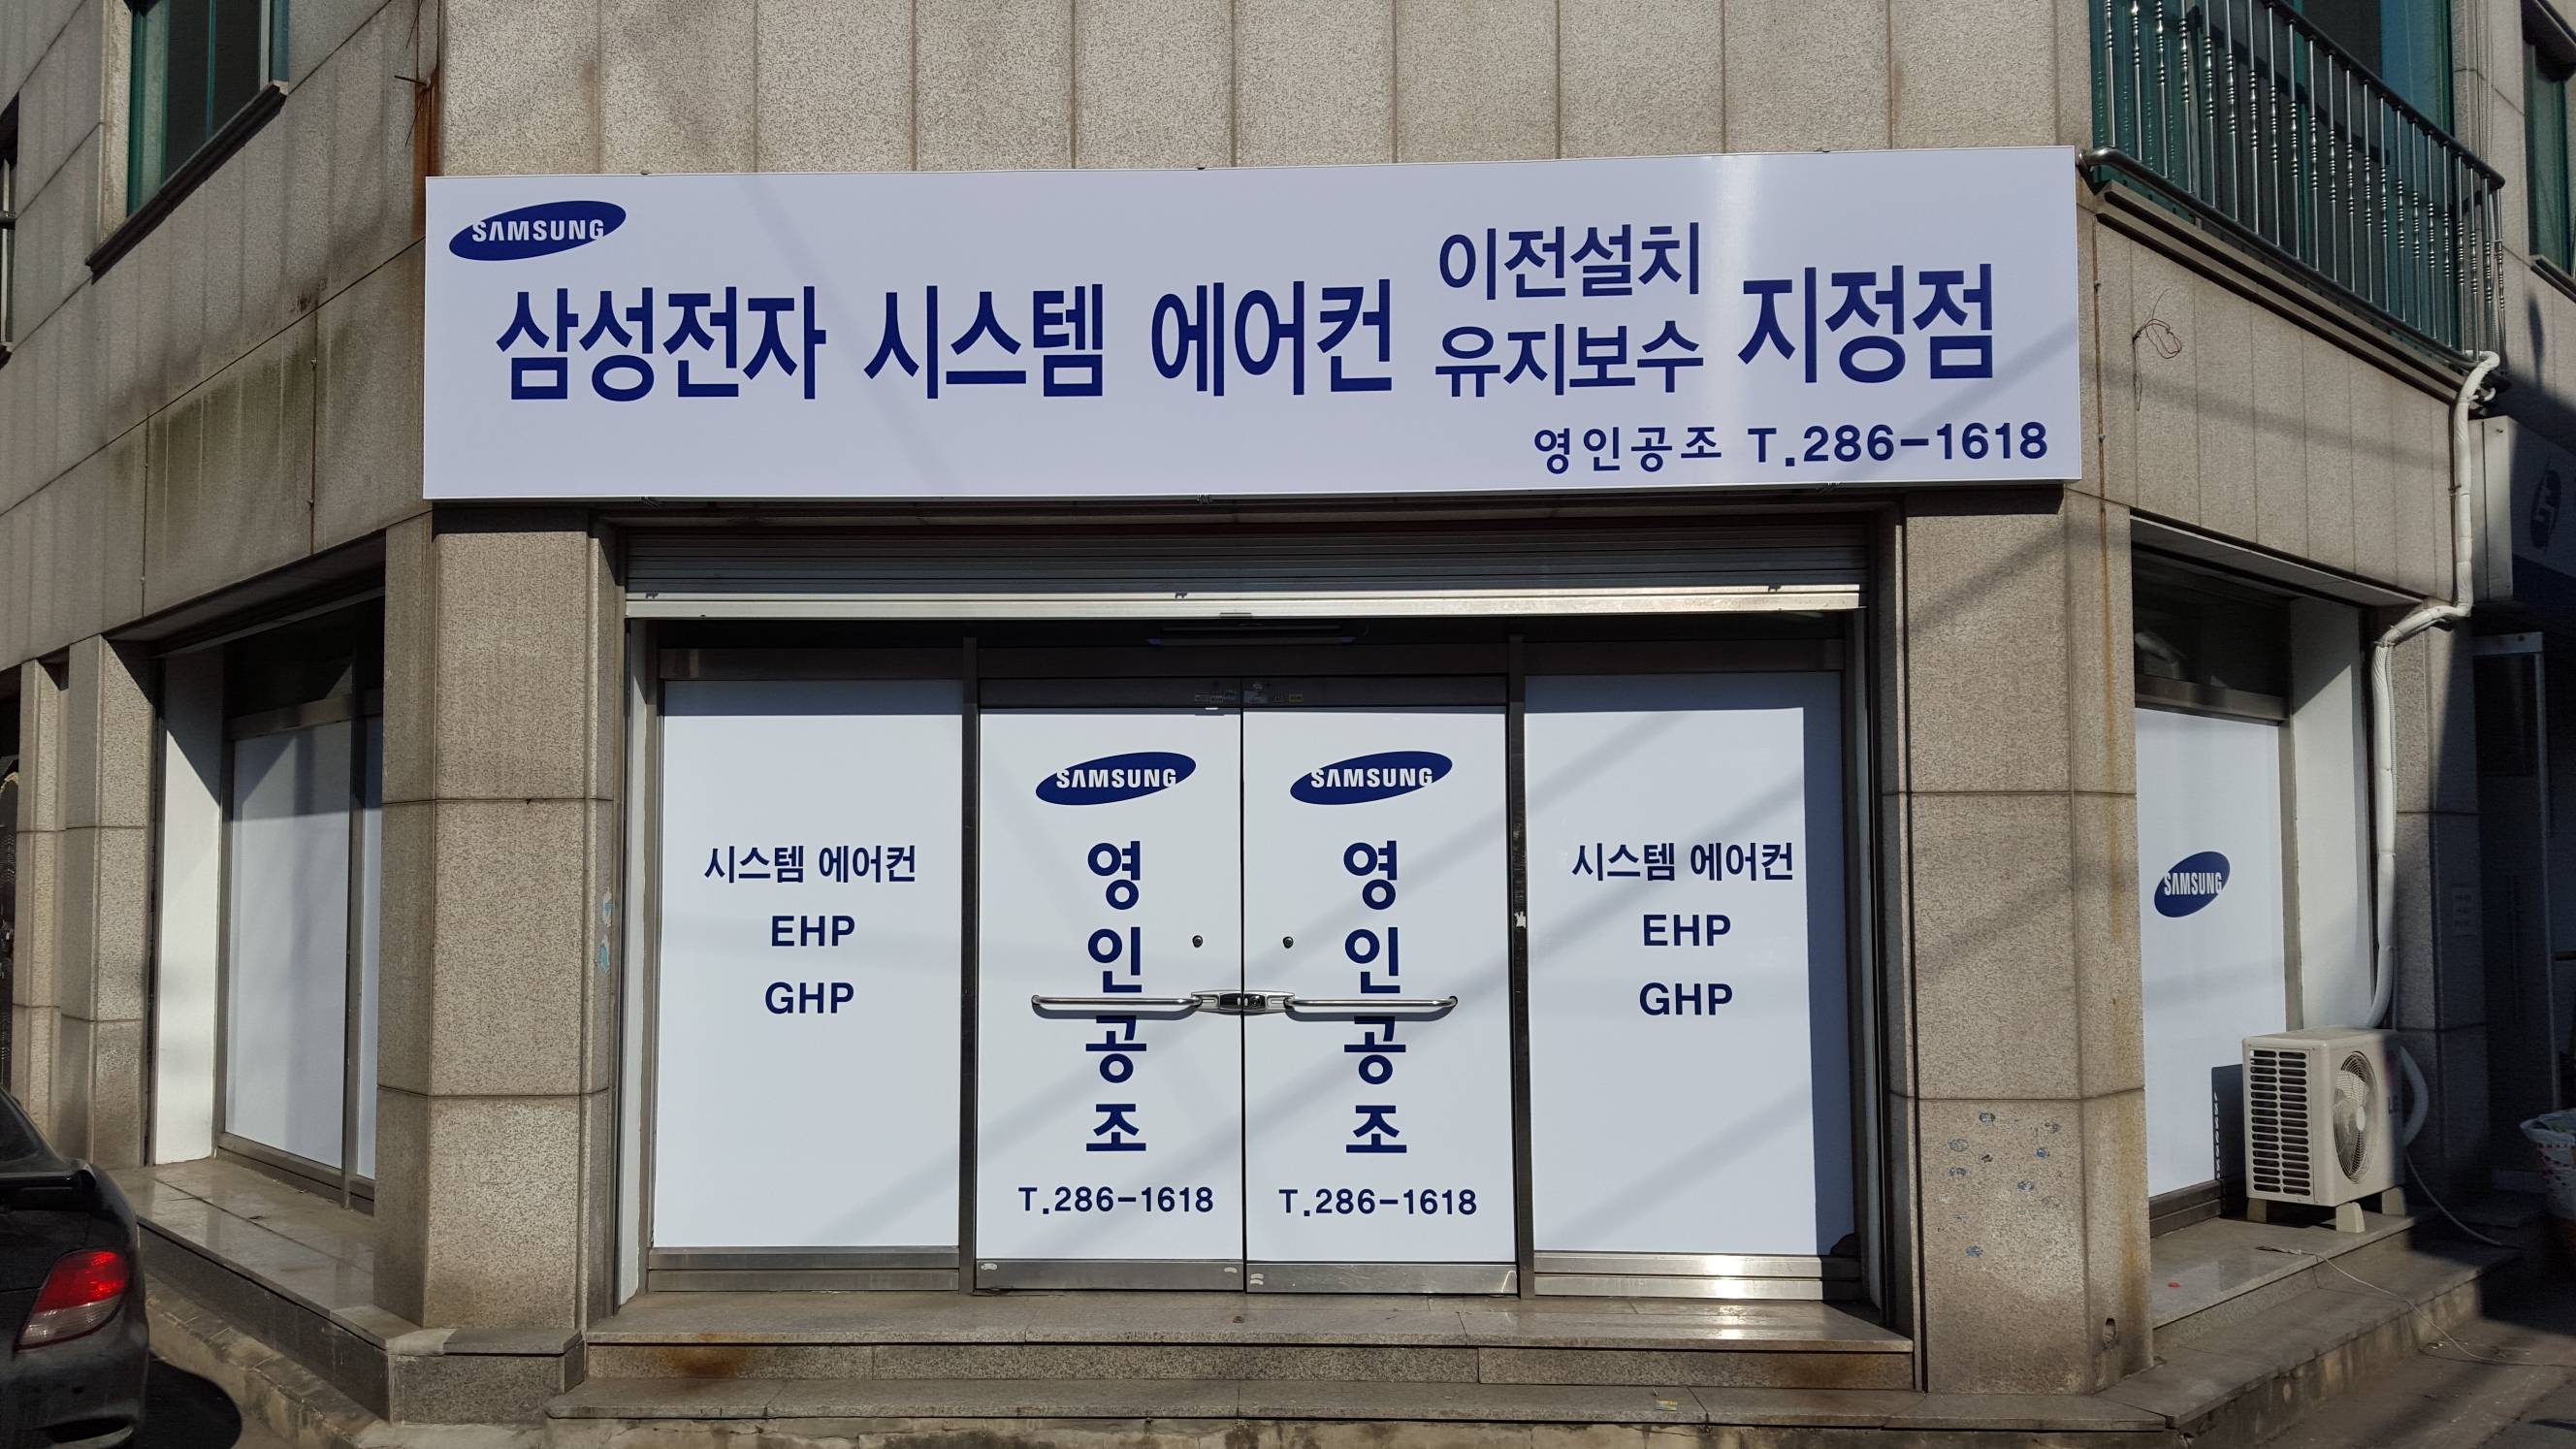 SAMSUNG
삼성전자 시스템 에어컨 이전설치 유지보수 지정점
영인공조 T.286-1618
시스템 에어컨
EHP
GHP
SAMSUNG
영인공조
T.286-1618
SAMSUNG
영인공조
T.286-1618
시스템 에어컨
EHP
GHP
SAMSUNG